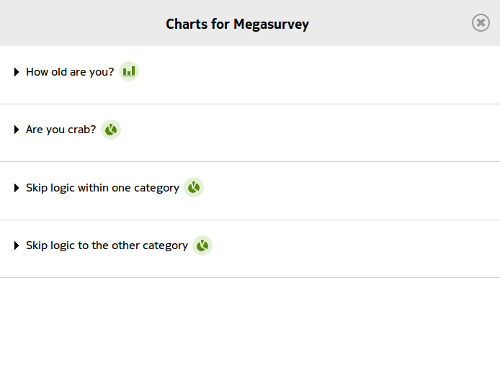 Charts for Megasurvey
How old are you?
Are you crab?
Skip logic within one category
Skip logic to the other category